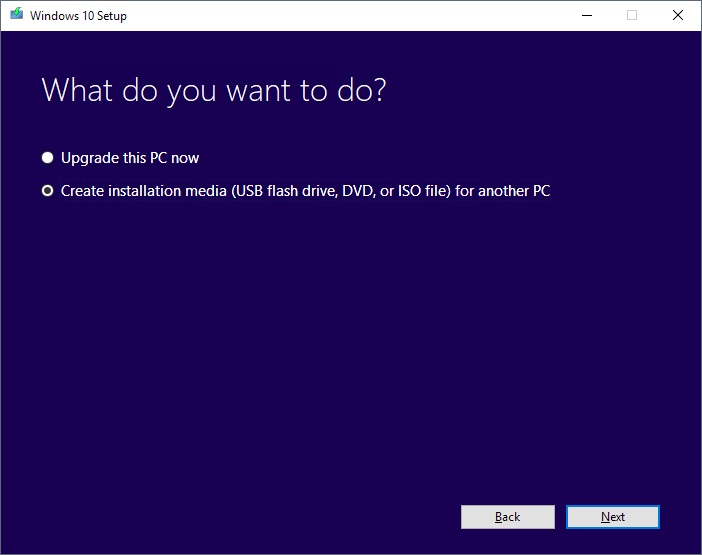 Windows 10 Setup
What do you want to do?
Upgrade this PC now
Create installation media (USB flash drive, DVD, or ISO file) for another PC
Back
Next